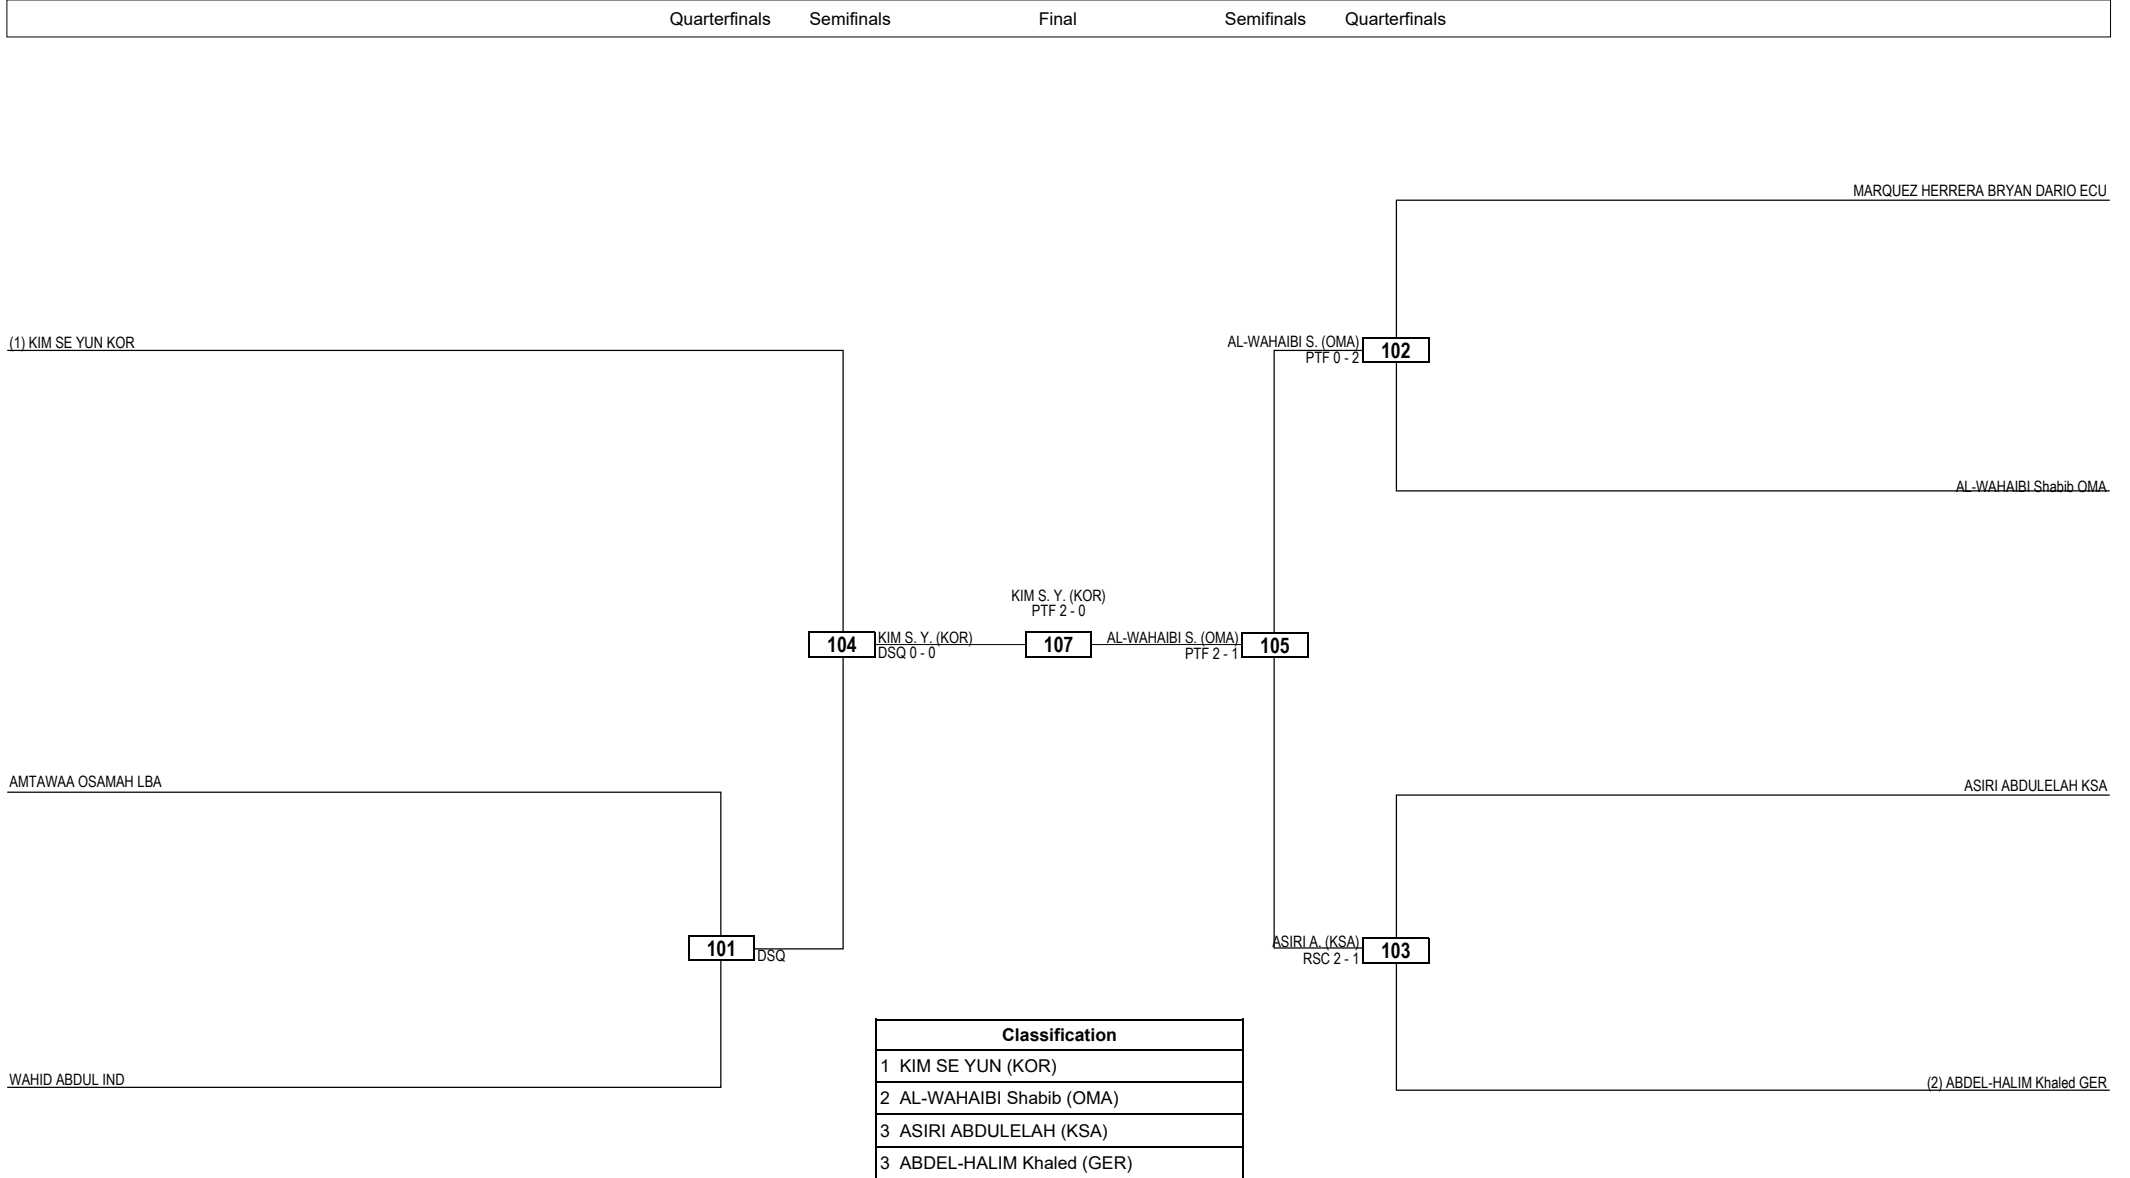 Quarterfinals Semifinals Final Semifinals Quarterfinals
MARQUEZ HERRERA BRYAN DARIO ECU
(1) KIM SE YUN KOR
AL-WAHAIBI S. (OMA)
PTF 0 - 2
102
AL-WAHAIBI Shabib OMA
KIM S. Y. (KOR)
PTF 2 - 0
104
KIM S. Y. (KOR)
DSQ 0 - 0
107
AL-WAHAIBI S. (OMA)
PTF 2 - 1
105
AMTAWAA OSAMAH LBA
ASIRI ABDULELAH KSA
101
DSQ
ASIRI A. (KSA)
RSC 2 - 1
103
WAHID ABDUL IND
(2) ABDEL-HALIM Khaled GER
Classification
1 KIM SE YUN (KOR)
2 AL-WAHAIBI Shabib (OMA)
3 ASIRI ABDULELAH (KSA)
3 ABDEL-HALIM Khaled (GER)